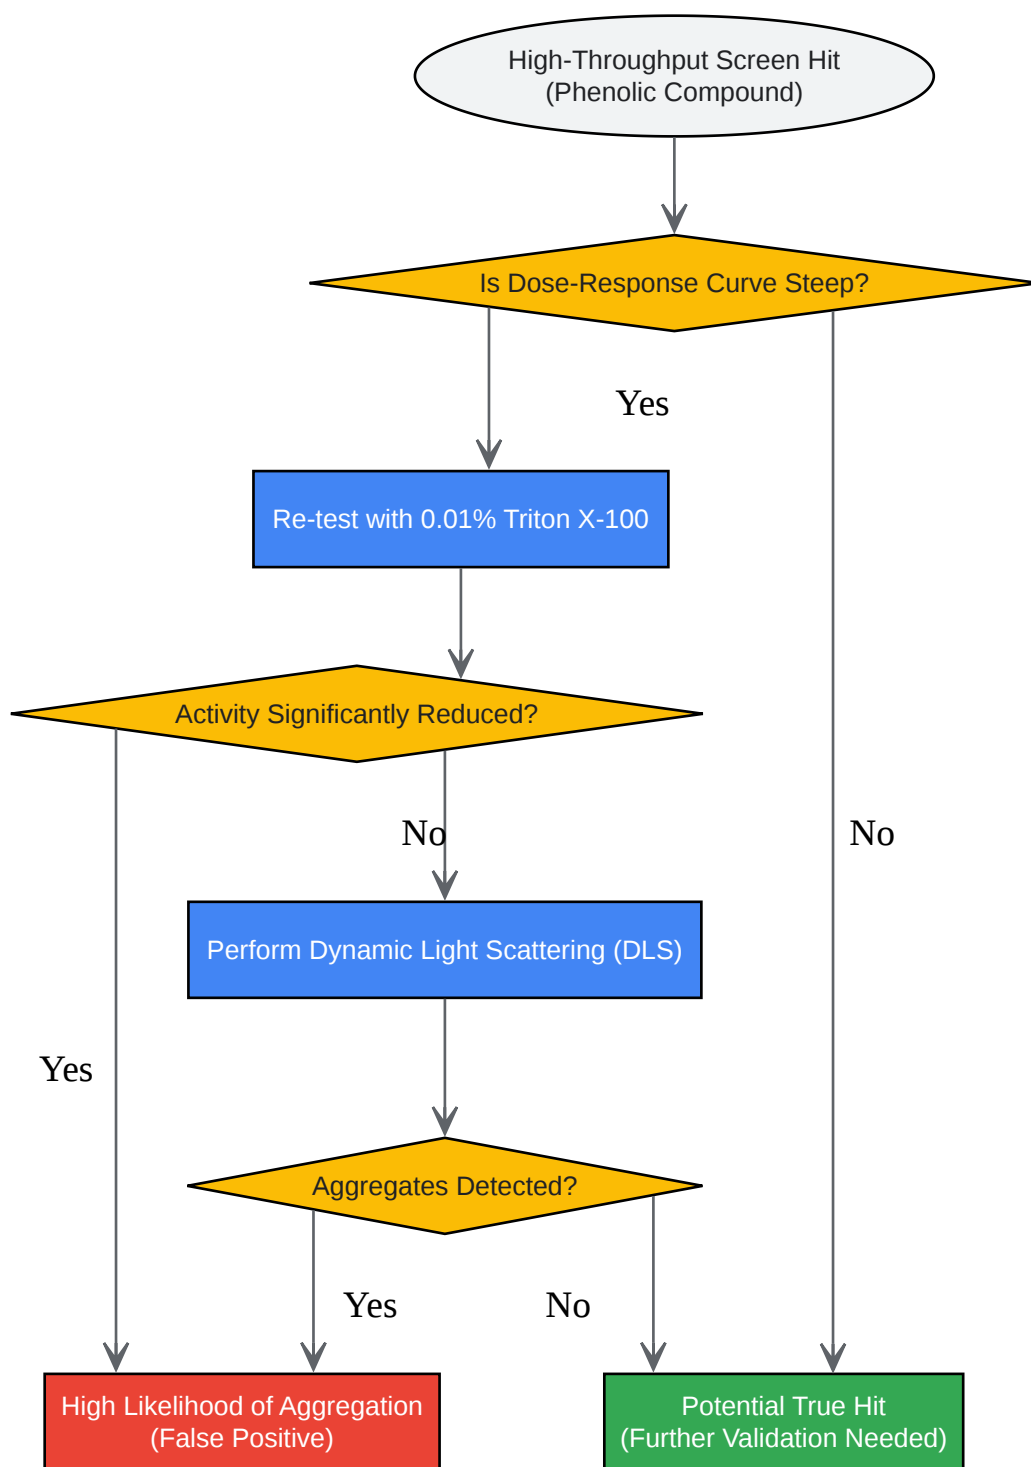 High-Throughput Screen Hit
(Phenolic Compound)
Is Dose-Response Curve Steep?
Yes
Re-test with 0.01% Triton X-100
Activity Significantly Reduced?
No
No
Perform Dynamic Light Scattering (DLS)
Yes
Aggregates Detected?
Yes
No
High Likelihood of Aggregation
(False Positive)
Potential True Hit
(Further Validation Needed)